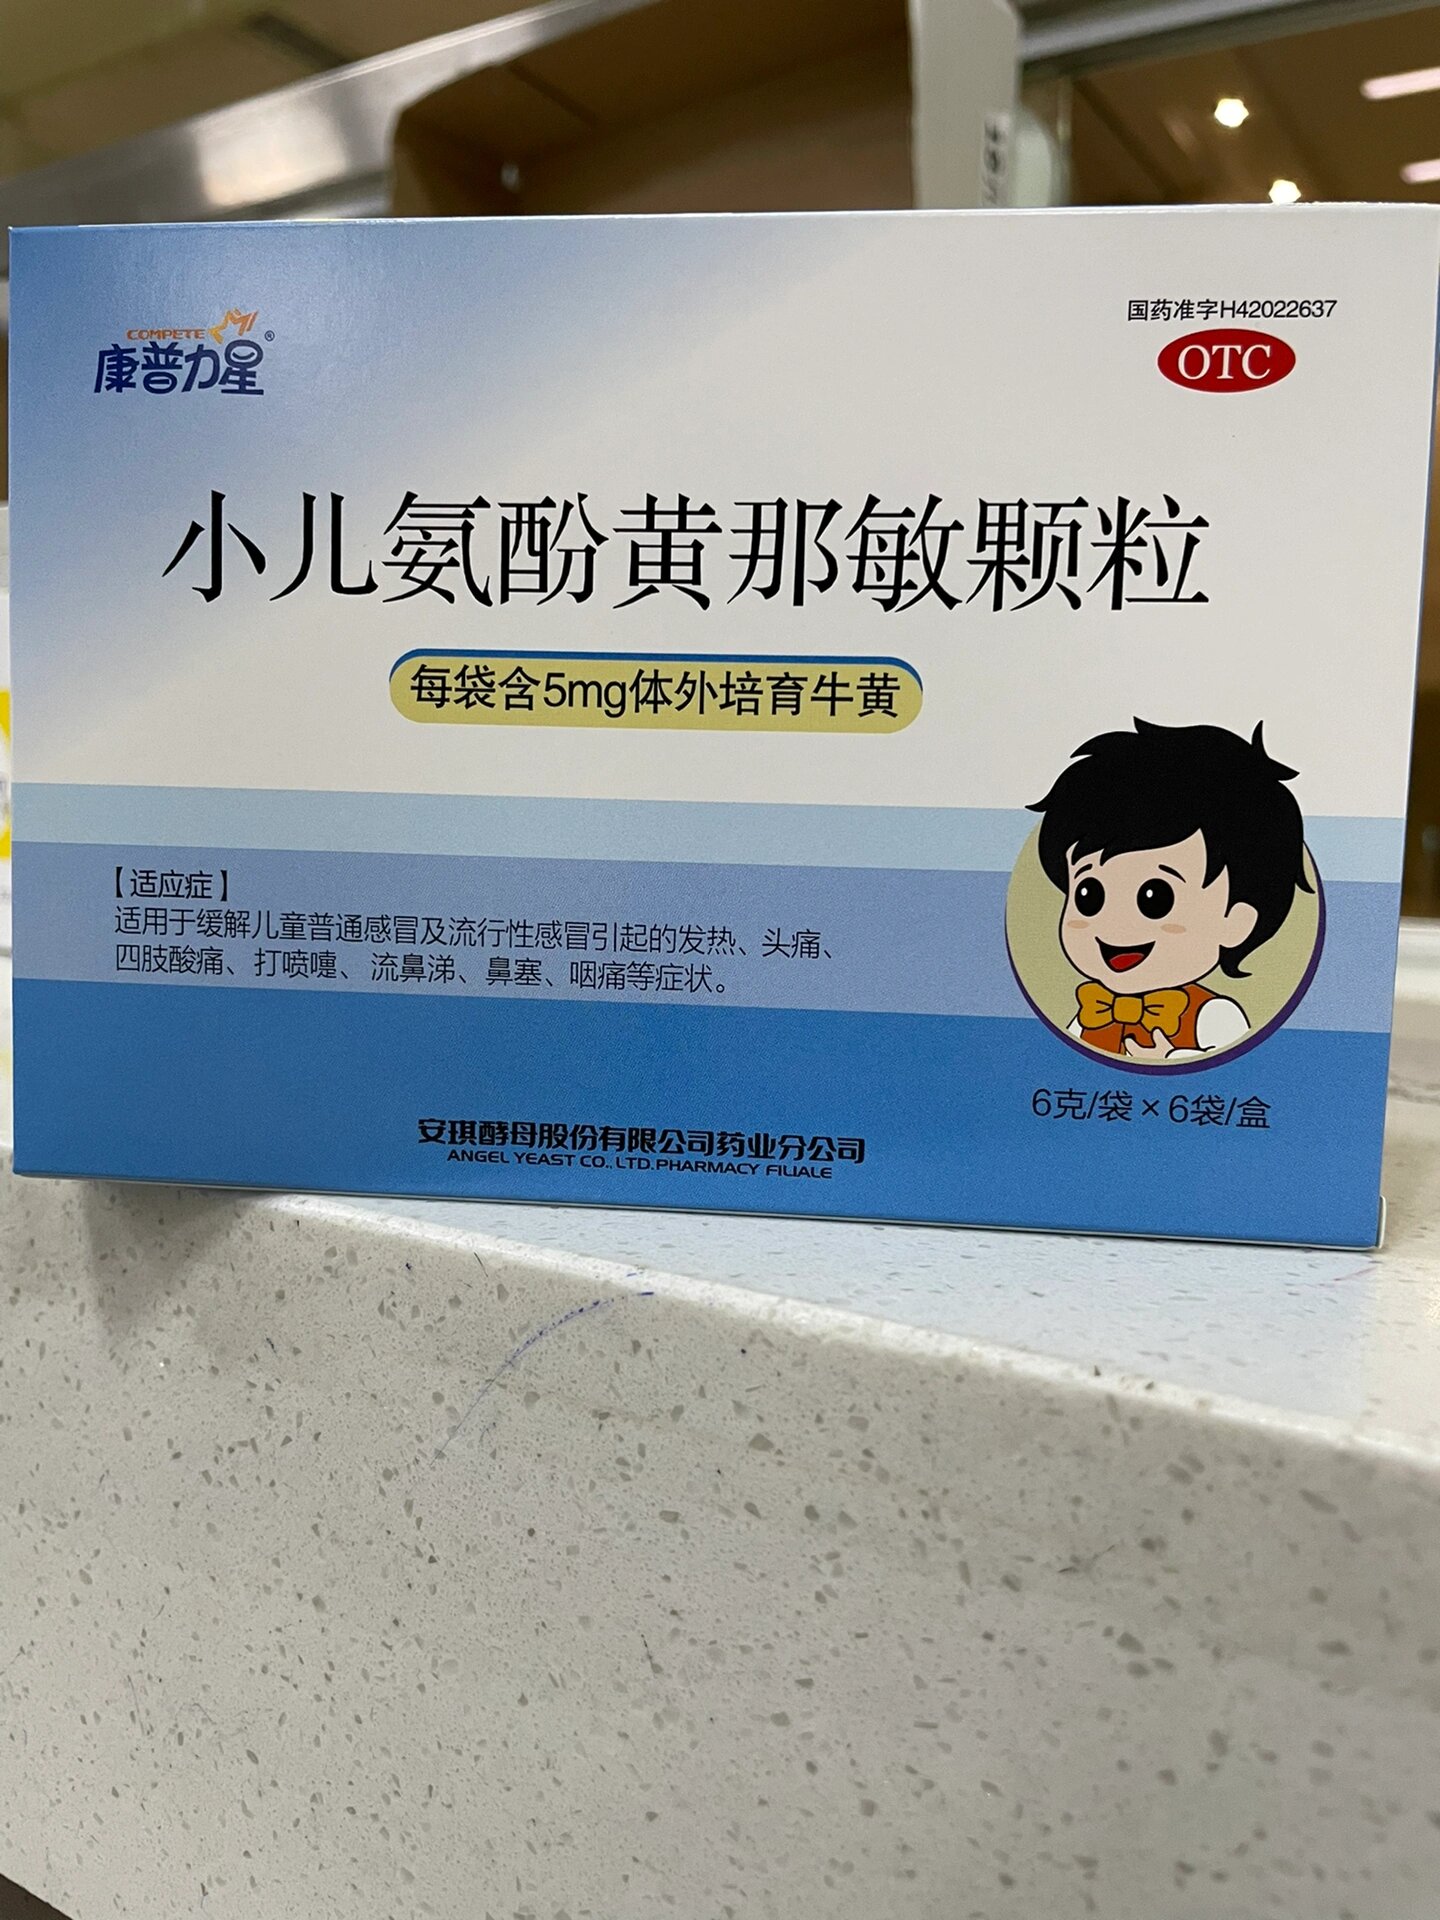 COMPETE
康普力星®
国药准字H42022637
OTC
小儿氨酚黄那敏颗粒
每袋含5mg体外培育牛黄
【适应症】
适用于缓解儿童普通感冒及流行性感冒引起的发热、头痛、
四肢酸痛、打喷嚏、流鼻涕、鼻塞、咽痛等症状。
6克/袋×6袋/盒
安琪酵母股份有限公司药业分公司
ANGEL YEAST CO., LTD.PHARMACY FILIALE